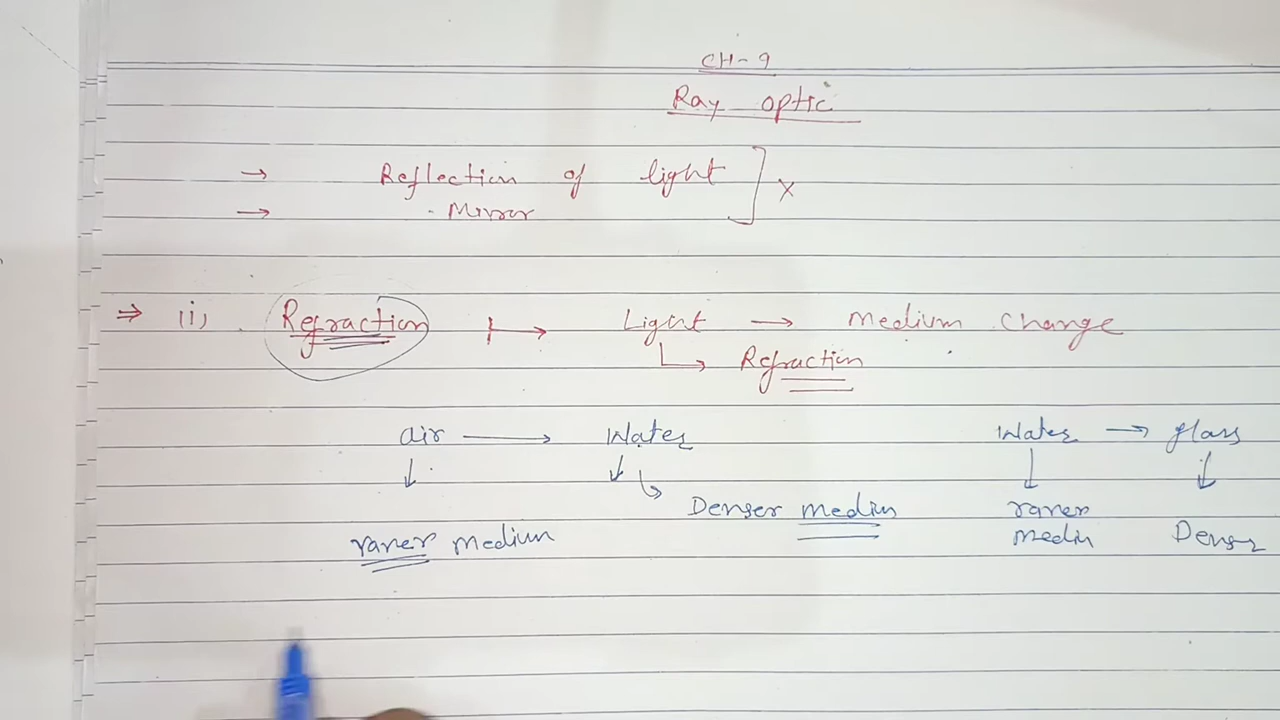 CH-9
Ray optic
→ Reflection of light ] X
→ Mirror
⇒ (i) Refraction ↦ Light → medium change
↳ Refraction
air → Water Water → glass
↓ ↓ ↳ ↓ ↓
Denser medium rarer
rarer medium medium Denser